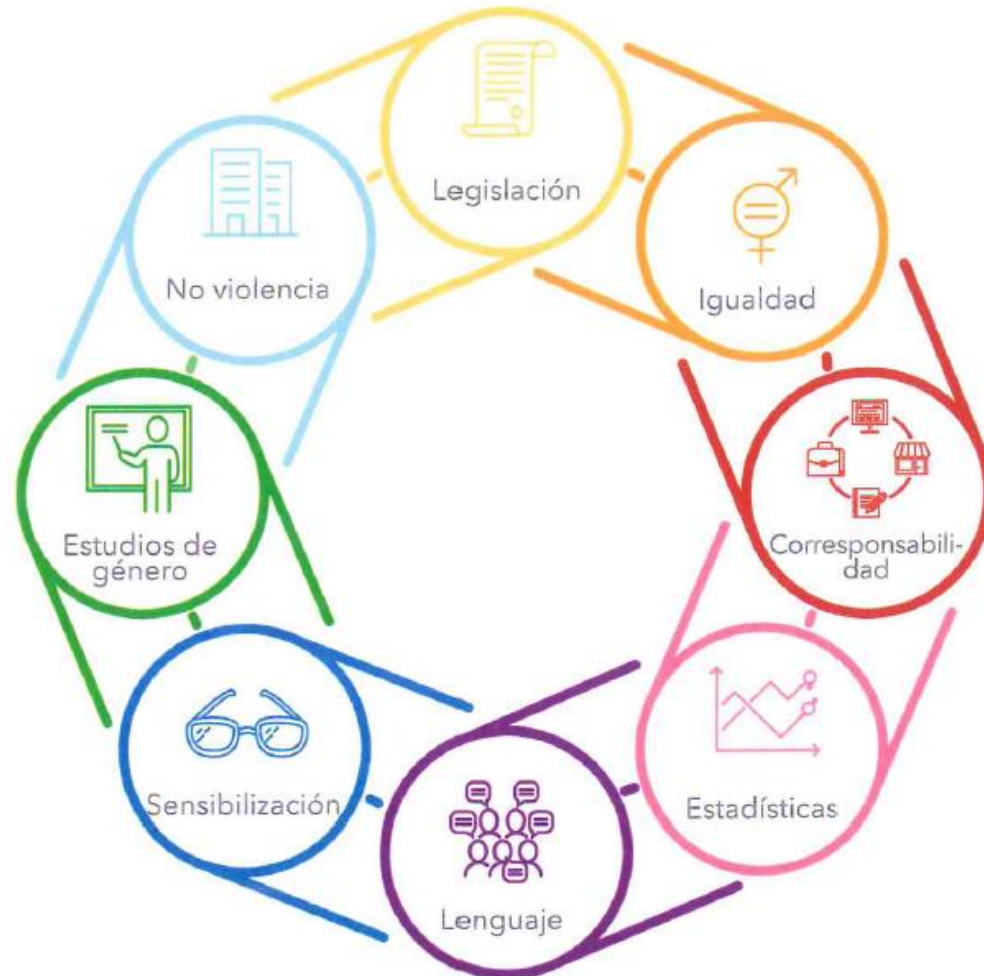 Legislación
Igualdad
Corresponsabili-
dad
Estadísticas
Lenguaje
Sensibilización
Estudios de
género
No violencia